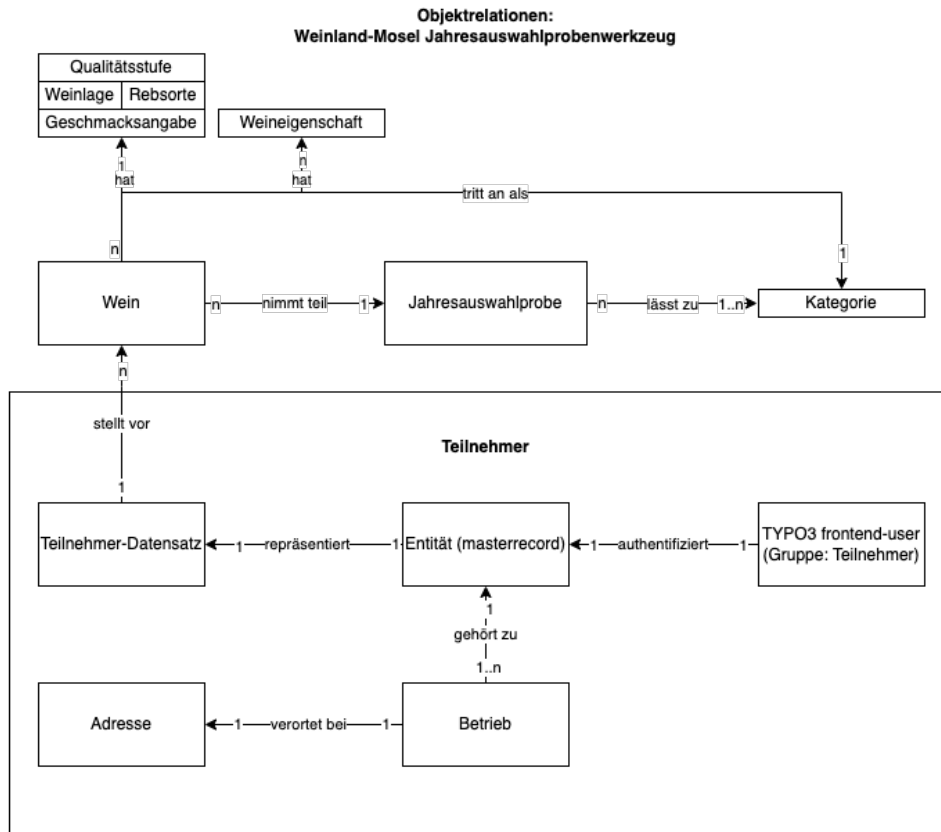 Objektrelationen:
Weinland-Mosel Jahresauswahlprobenwerkzeug
Qualitätsstufe
Weinlage
Rebsorte
Geschmacksangabe
Weineigenschaft
1
hat
n
hat
tritt an als
n
1
Wein
n
nimmt teil
1
Jahresauswahlprobe
n
lässt zu
1..n
Kategorie
n
stellt vor
1
Teilnehmer
Teilnehmer-Datensatz
1
repräsentiert
1
Entität (masterrecord)
1
authentifiziert
1
TYPO3 frontend-user
(Gruppe: Teilnehmer)
1
gehört zu
1..n
Adresse
1
verortet bei
1
Betrieb